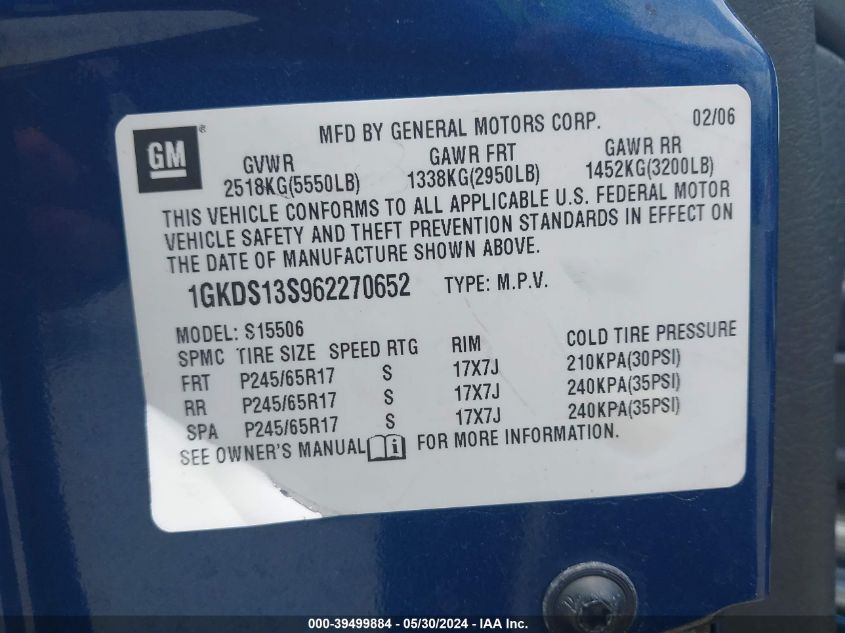 GM® MFD BY GENERAL MOTORS CORP. 02/06
GVWR GAWR FRT GAWR RR
2518KG(5550LB) 1338KG(2950LB) 1452KG(3200LB)
THIS VEHICLE CONFORMS TO ALL APPLICABLE U.S. FEDERAL MOTOR
VEHICLE SAFETY AND THEFT PREVENTION STANDARDS IN EFFECT ON
THE DATE OF MANUFACTURE SHOWN ABOVE.
1GKDS13S962270652 TYPE: M.P.V.
MODEL: S15506
SPMC TIRE SIZE SPEED RTG RIM COLD TIRE PRESSURE
FRT P245/65R17 S 17X7J 210KPA(30PSI)
RR P245/65R17 S 17X7J 240KPA(35PSI)
SPA P245/65R17 S 17X7J 240KPA(35PSI)
SEE OWNER'S MANUAL i FOR MORE INFORMATION.
000-39499884 - 05/30/2024 - IAA Inc.